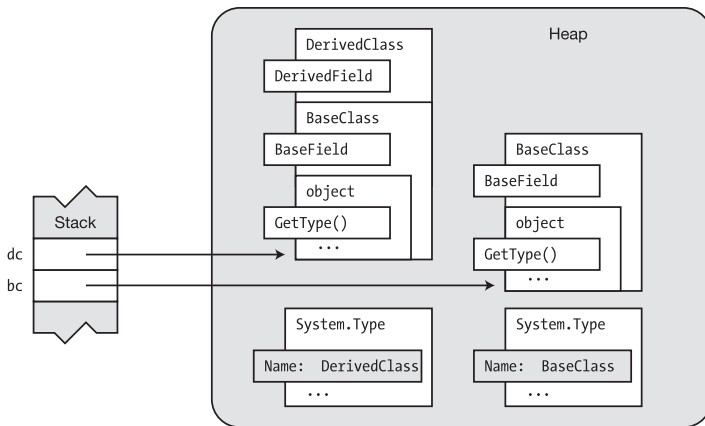 Heap
DerivedClass
DerivedField
BaseClass
BaseField
object
GetType()
...
BaseClass
BaseField
object
GetType()
...
Stack
dc
bc
System.Type
Name: DerivedClass
...
System.Type
Name: BaseClass
...